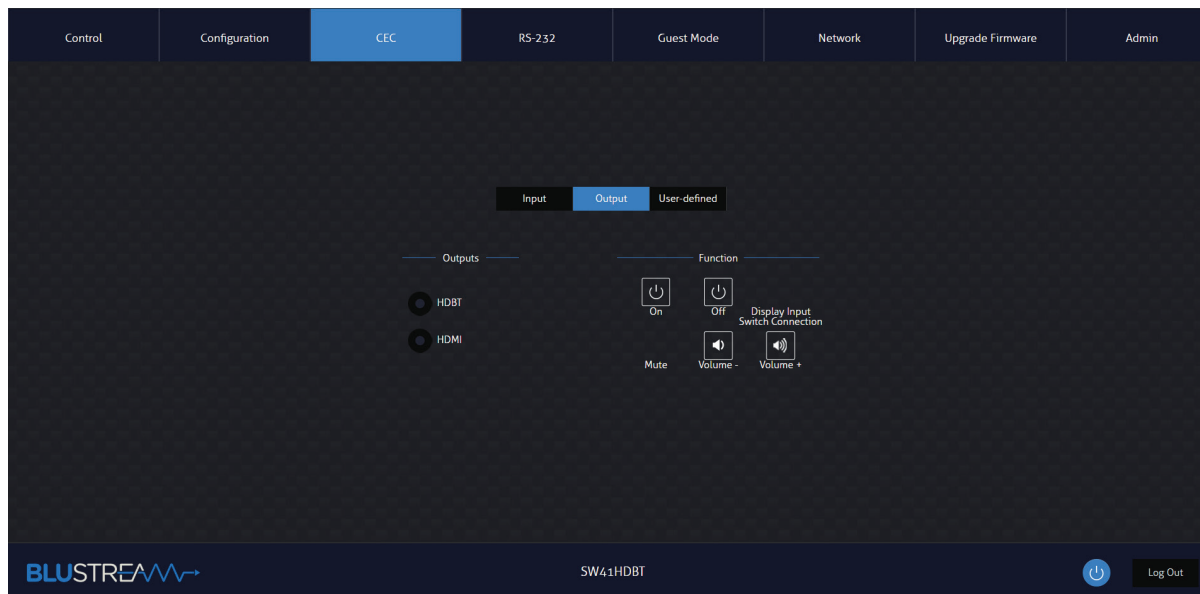 Control Configuration CEC RS-232 Guest Mode Network Upgrade Firmware Admin
Input Output User-defined
Outputs
Function
HDBT
HDMI
On Off Display Input
Switch Connection
Mute Volume - Volume +
BLUSTREAM SW41HDBT Log Out